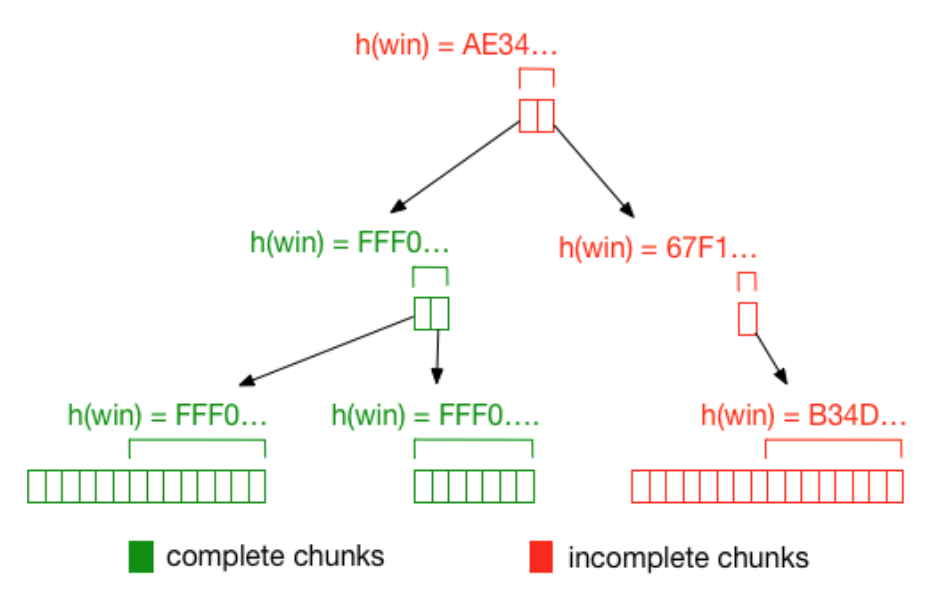 h(win) = AE34...
h(win) = FFF0...
h(win) = 67F1...
h(win) = FFF0...
h(win) = FFF0....
h(win) = B34D...
complete chunks
incomplete chunks